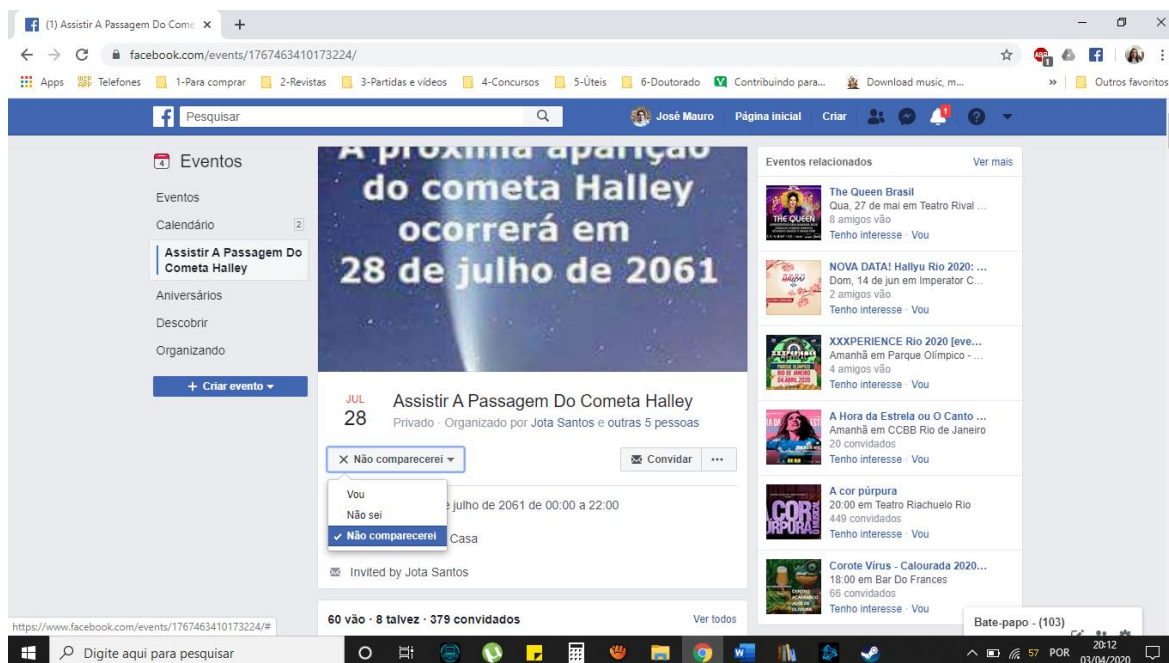 (1) Assistir A Passagem Do Come
facebook.com/events/1767463410173224/
Apps Telefones 1-Para comprar 2-Revistas 3-Partidas e vídeos 4-Concursos 5-Úteis 6-Doutorado Contribuindo para... Download music, m... » Outros favoritos
Pesquisar José Mauro Página inicial Criar 1
Eventos
Eventos
Calendário 2
Assistir A Passagem Do
Cometa Halley
Aniversários
Descobrir
Organizando
+ Criar evento
A próxima aparição
do cometa Halley
ocorrerá em
28 de julho de 2061
JUL
28
Assistir A Passagem Do Cometa Halley
Privado · Organizado por Jota Santos e outras 5 pessoas
Não comparecerei
Convidar ...
Vou
Não sei
Não comparecerei
julho de 2061 de 00:00 a 22:00
Casa
Invited by Jota Santos
60 vão · 8 talvez · 379 convidados Ver todos
Eventos relacionados Ver mais
The Queen Brasil
Qua, 27 de mai em Teatro Rival ...
8 amigos vão
Tenho interesse · Vou
NOVA DATA! Hallyu Rio 2020: ...
Dom, 14 de jun em Imperator C...
2 amigos vão
Tenho interesse · Vou
XXXPERIENCE Rio 2020 [eve...
Amanhã em Parque Olímpico - ...
4 amigos vão
Tenho interesse · Vou
A Hora da Estrela ou O Canto ...
Amanhã em CCBB Rio de Janeiro
20 convidados
Tenho interesse · Vou
A cor púrpura
20:00 em Teatro Riachuelo Rio
449 convidados
Tenho interesse · Vou
Corote Vírus - Calourada 2020...
18:00 em Bar Do Frances
66 convidados
Tenho interesse · Vou
Bate-papo - (103)
https://www.facebook.com/events/1767463410173224/#
Digite aqui para pesquisar
57 POR 20:12
03/04/2020